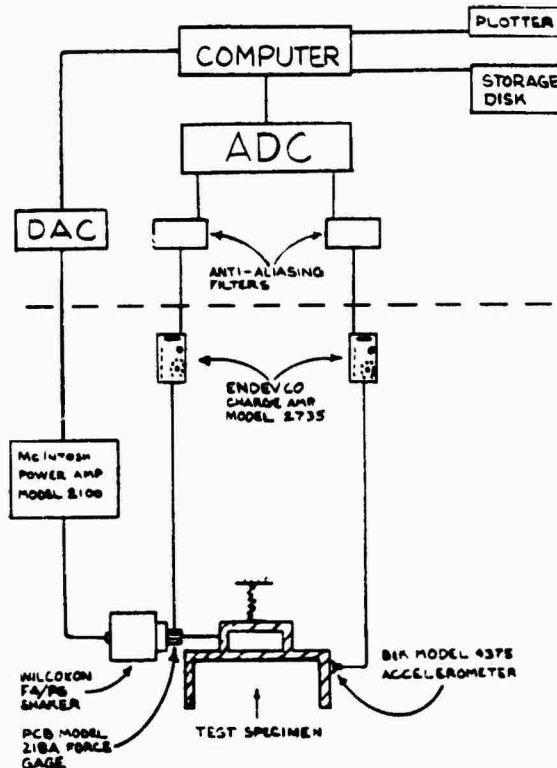 PLOTTER
COMPUTER
STORAGE
DISK
ADC
DAC
ANTI-ALIASING
FILTERS
ENDEVCO
CHARGE AMP
MODEL 2735
McINTOSH
POWER AMP
MODEL 2100
WILCOXON
F4/F6
SHAKER
PCB MODEL
218A FORCE
GAGE
TEST SPECIMEN
B&K MODEL 4375
ACCELEROMETER